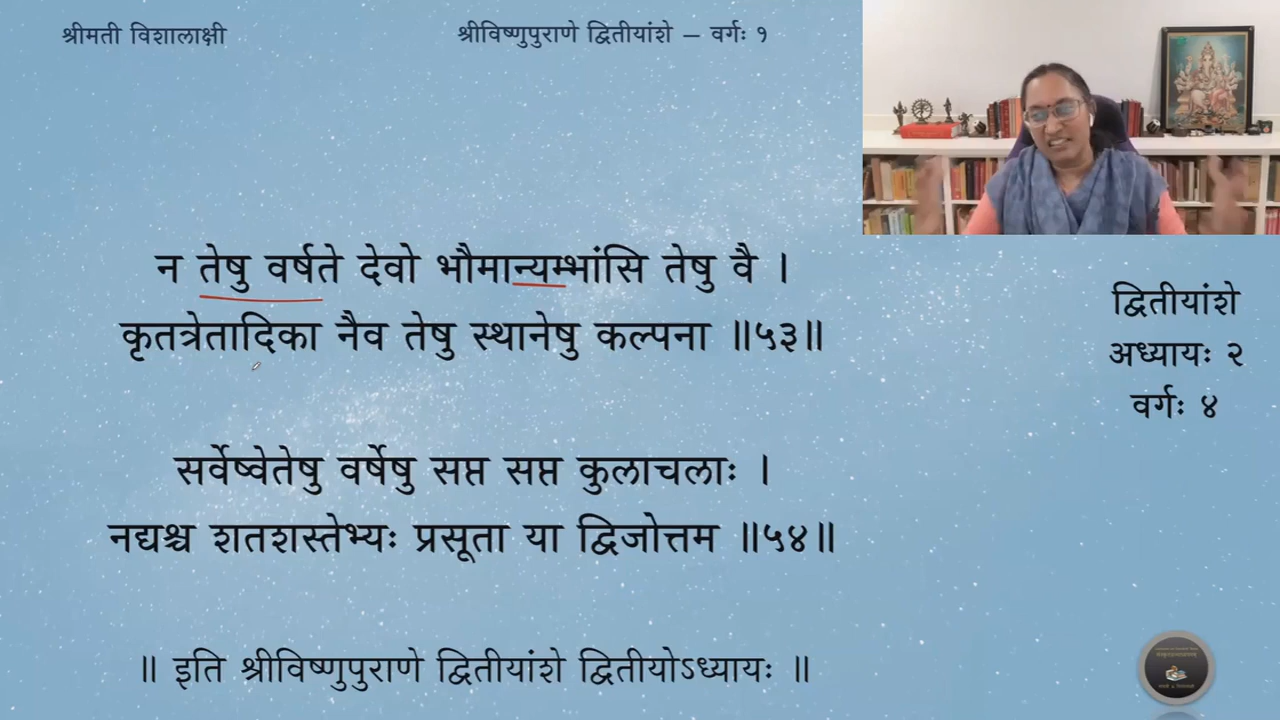 श्रीमती विशालाक्षी
श्रीविष्णुपुराणे द्वितीयांशे – वर्गः १
न तेषु वर्षते देवो भौमान्यम्भांसि तेषु वै ।
कृतत्रेतादिका नैव तेषु स्थानेषु कल्पना ॥५३॥
सर्वेष्वेतेषु वर्षेषु सप्त सप्त कुलाचलाः ।
नद्यश्च शतशस्तेभ्यः प्रसूता या द्विजोत्तम ॥५४॥
॥ इति श्रीविष्णुपुराणे द्वितीयांशे द्वितीयोऽध्यायः ॥
द्वितीयांशे
अध्यायः २
वर्गः ४